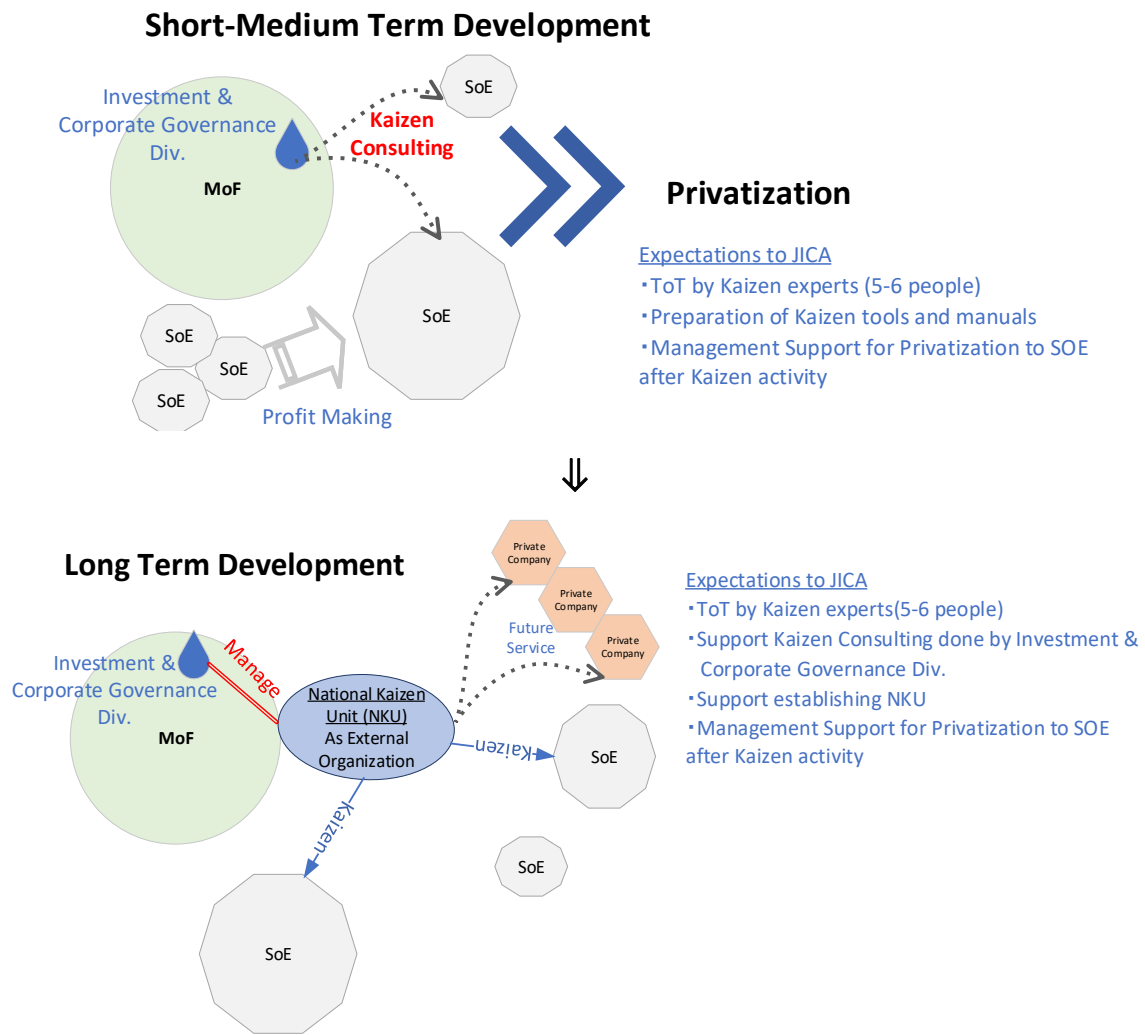 Short-Medium Term Development
Investment &
Corporate Governance
Div.
MoF
Kaizen
Consulting
SoE
SoE
SoE
SoE
SoE
Profit Making
Privatization
Expectations to JICA
・ToT by Kaizen experts (5-6 people)
・Preparation of Kaizen tools and manuals
・Management Support for Privatization to SOE
after Kaizen activity
⇓
Long Term Development
Investment &
Corporate Governance
Div.
MoF
Manage
National Kaizen
Unit (NKU)
As External
Organization
Future
Service
Private
Company
Private
Company
Private
Company
Kaizen
SoE
SoE
Kaizen
SoE
Expectations to JICA
・ToT by Kaizen experts(5-6 people)
・Support Kaizen Consulting done by Investment &
Corporate Governance Div.
・Support establishing NKU
・Management Support for Privatization to SOE
after Kaizen activity